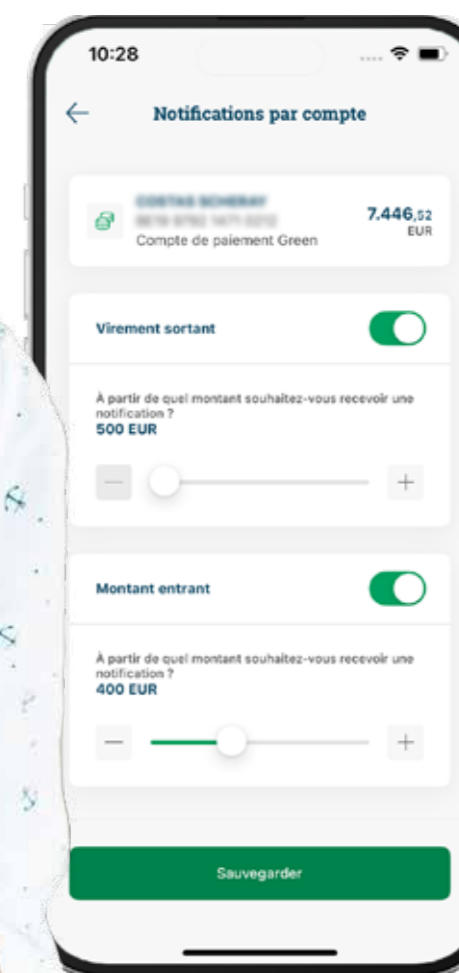 10:28
Notifications par compte
7.446,52
EUR
Compte de paiement Green
Virement sortant
À partir de quel montant souhaitez-vous recevoir une
notification ?
500 EUR
Montant entrant
À partir de quel montant souhaitez-vous recevoir une
notification ?
400 EUR
Sauvegarder